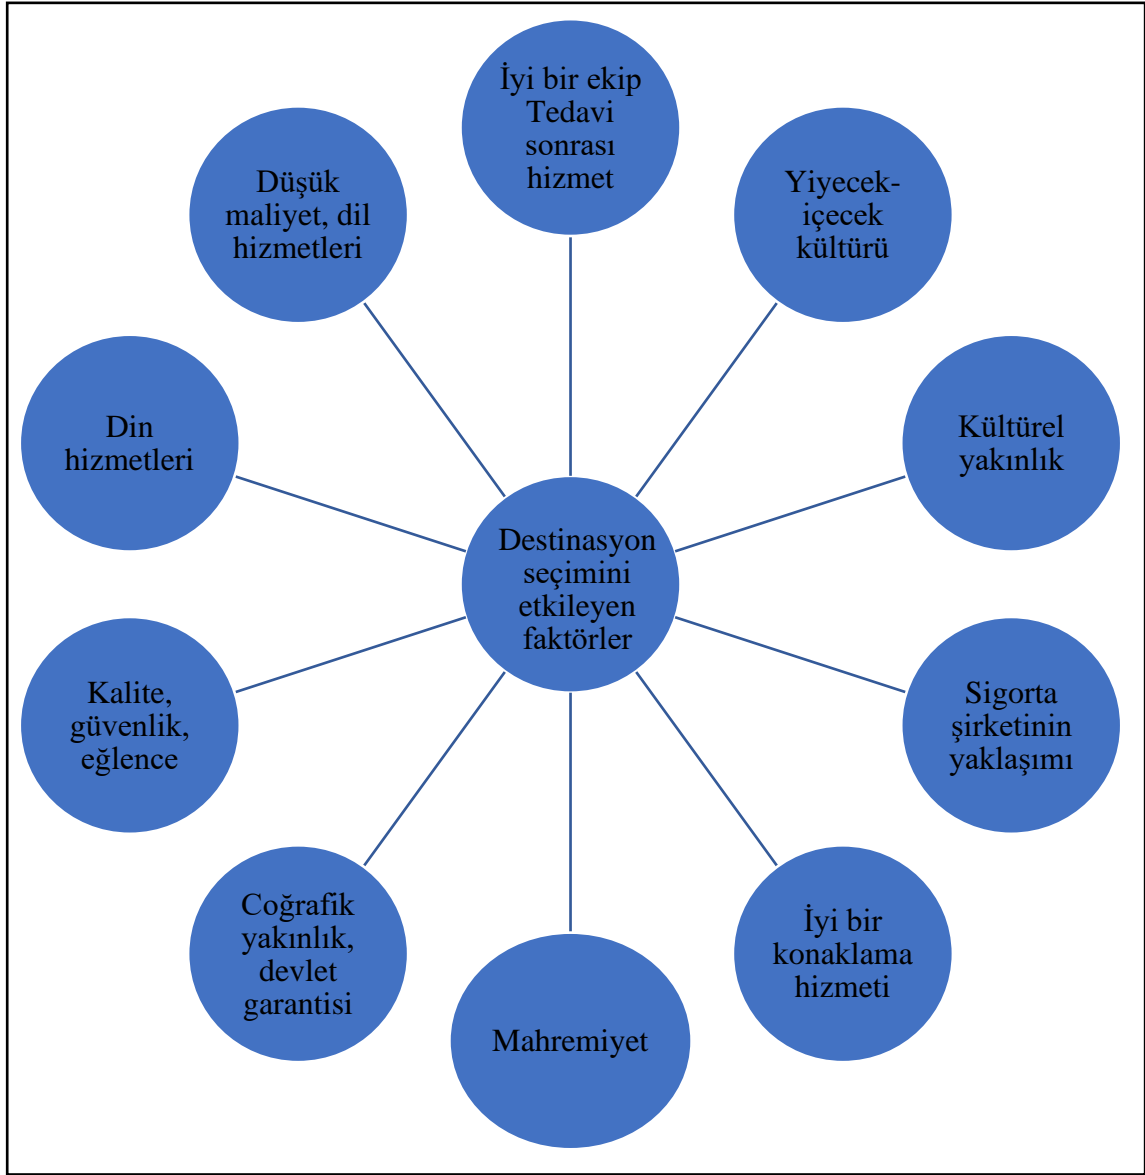 İyi bir ekip
Tedavi
sonrası
hizmet
Yiyecek-
içecek
kültürü
Kültürel
yakınlık
Sigorta
şirketinin
yaklaşımı
İyi bir
konaklama
hizmeti
Mahremiyet
Coğrafik
yakınlık,
devlet
garantisi
Kalite,
güvenlik,
eğlence
Din
hizmetleri
Düşük
maliyet, dil
hizmetleri
Destinasyon
seçimini
etkileyen
faktörler